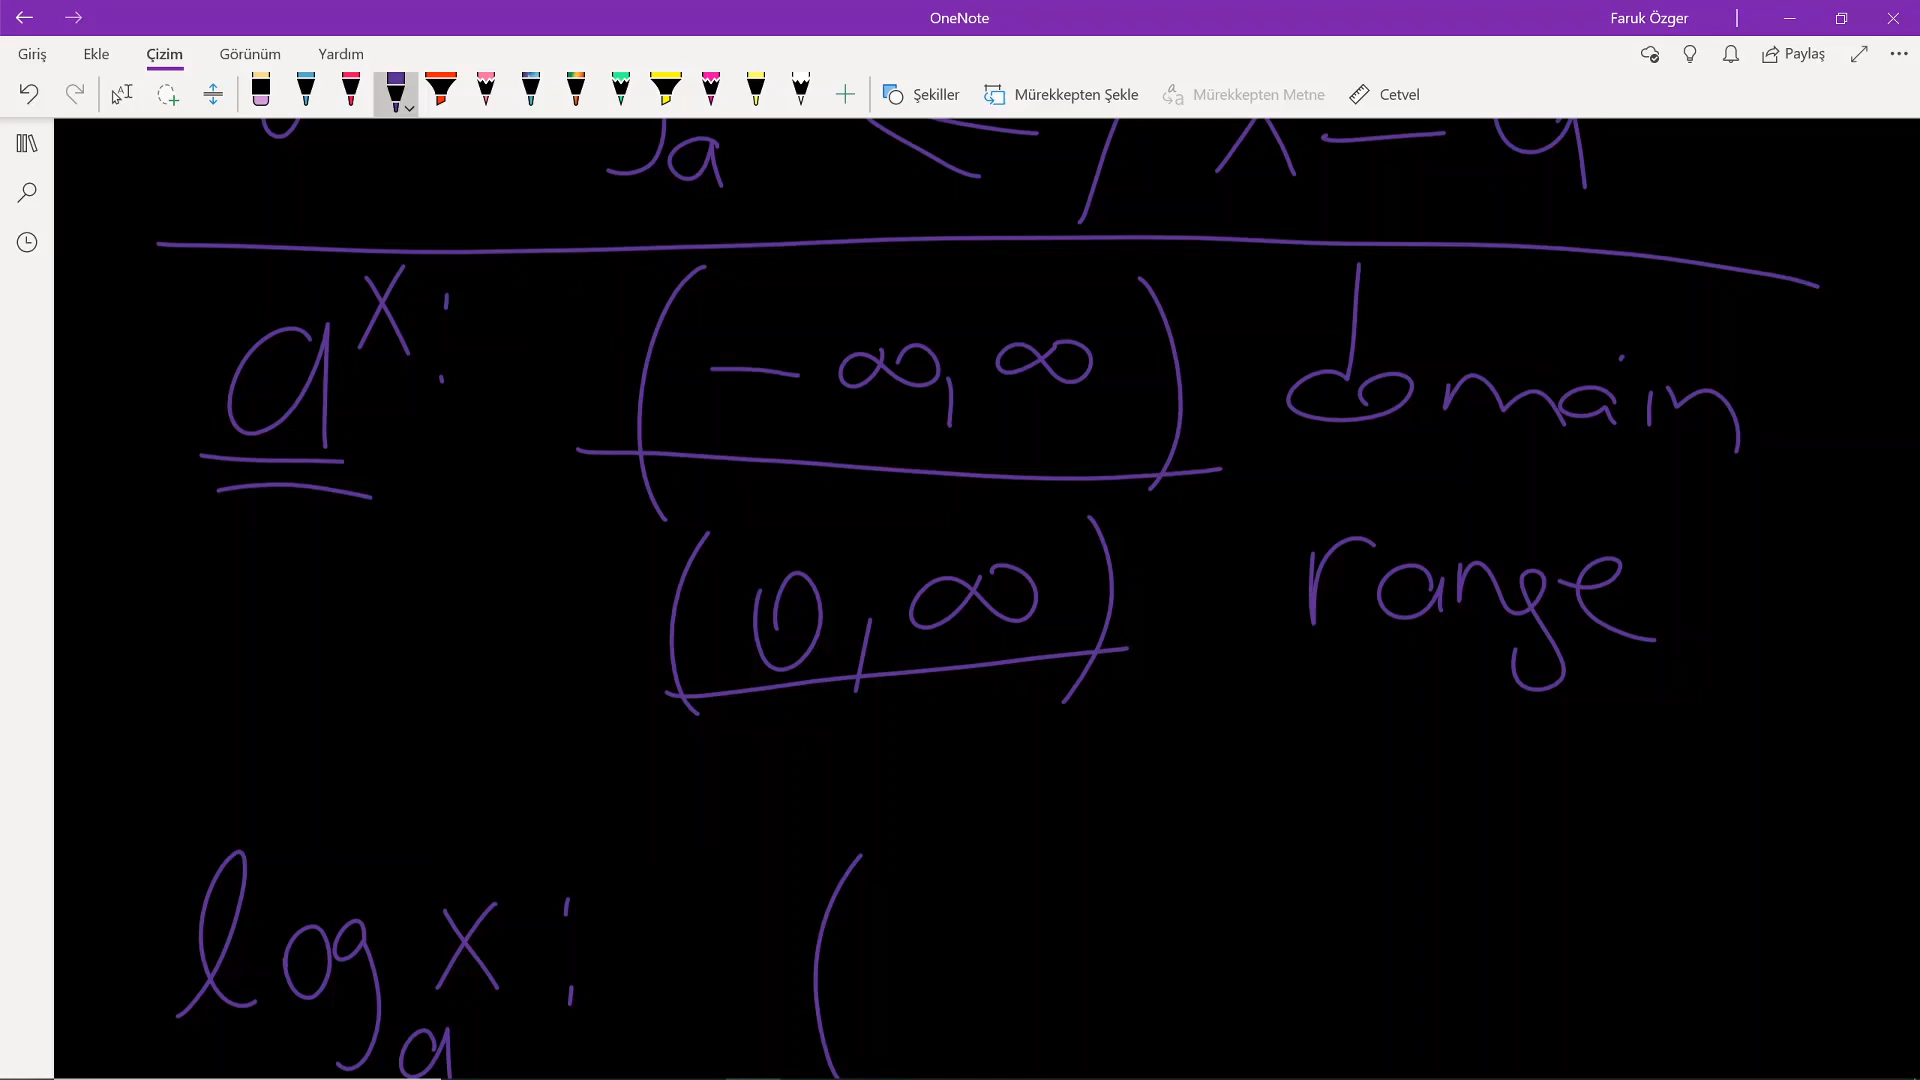 OneNote
Faruk Özger
Giriş Ekle Çizim Görünüm Yardım
Paylaş
Şekiller Mürekkepten Şekle Mürekkepten Metne Cetvel
a^x : (-∞, ∞) domain
(0, ∞) range
log_a x : (